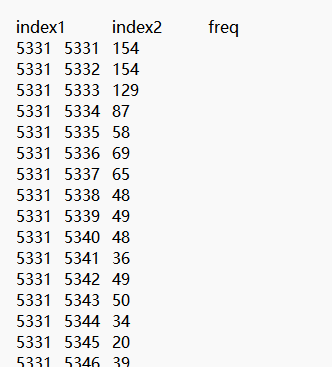 index1 index2 freq
5331 5331 154
5331 5332 154
5331 5333 129
5331 5334 87
5331 5335 58
5331 5336 69
5331 5337 65
5331 5338 48
5331 5339 49
5331 5340 48
5331 5341 36
5331 5342 49
5331 5343 50
5331 5344 34
5331 5345 20
5331 5346 39